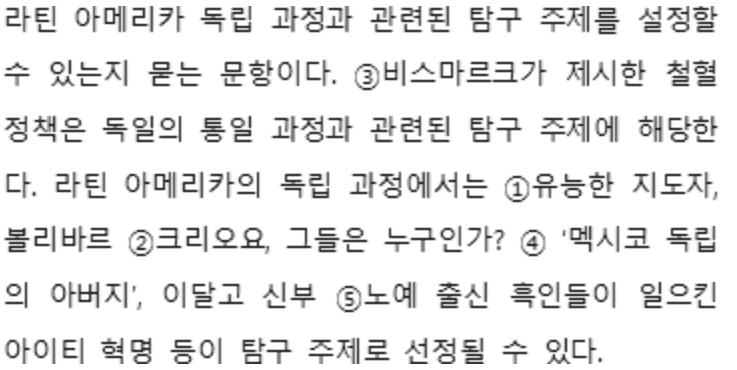 라틴 아메리카 독립 과정과 관련된 탐구 주제를 설정할
수 있는지 묻는 문항이다. ③비스마르크가 제시한 철혈
정책은 독일의 통일 과정과 관련된 탐구 주제에 해당한
다. 라틴 아메리카의 독립 과정에서는 ①유능한 지도자,
볼리바르 ②크리오요, 그들은 누구인가? ④ ‘멕시코 독립
의 아버지’, 이달고 신부 ⑤노예 출신 흑인들이 일으킨
아이티 혁명 등이 탐구 주제로 선정될 수 있다.